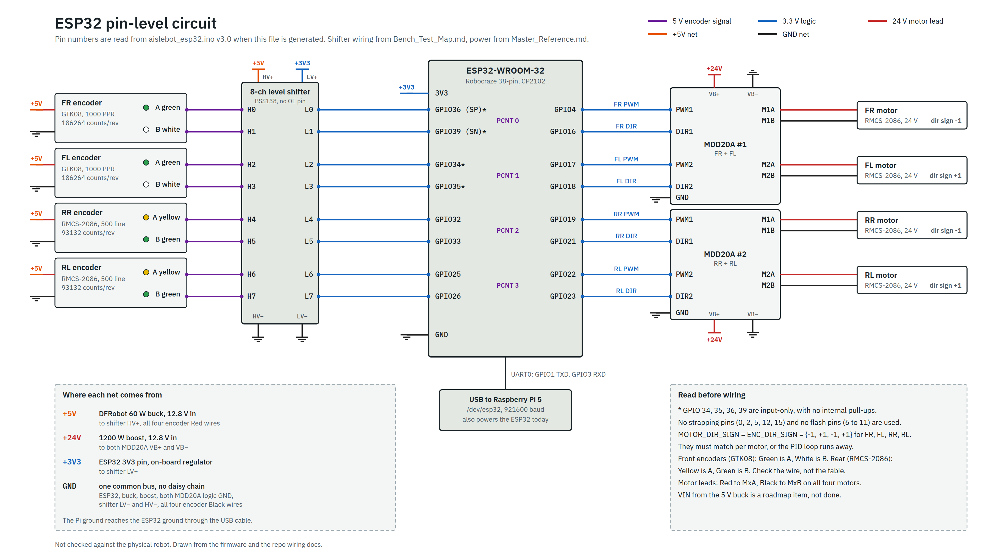 ESP32 pin-level circuit
Pin numbers are read from aislebot_esp32.ino v3.0 when this file is generated. Shifter wiring from Bench_Test_Map.md, power from Master_Reference.md.
5 V encoder signal
3.3 V logic
24 V motor lead
+5V net
GND net
+5V
FR encoder
GTK08, 1000 PPR
186264 counts/rev
A green
B white
+5V
FL encoder
GTK08, 1000 PPR
186264 counts/rev
A green
B white
+5V
RR encoder
RMCS-2086, 500 line
93132 counts/rev
A yellow
B green
+5V
RL encoder
RMCS-2086, 500 line
93132 counts/rev
A yellow
B green
+5V
+3V3
HV+
LV+
8-ch level shifter
BSS138, no OE pin
H0
L0
H1
L1
H2
L2
H3
L3
H4
L4
H5
L5
H6
L6
H7
L7
HV−
LV−
+3V3
ESP32-WROOM-32
Robocraze 38-pin, CP2102
3V3
GPIO36 (SP)*
GPIO4
PCNT 0
GPIO39 (SN)*
GPIO16
GPIO34*
GPIO17
PCNT 1
GPIO35*
GPIO18
GPIO32
GPIO19
PCNT 2
GPIO33
GPIO21
GPIO25
GPIO22
PCNT 3
GPIO26
GPIO23
GND
FR PWM
FR DIR
FL PWM
FL DIR
RR PWM
RR DIR
RL PWM
RL DIR
+24V
VB+
VB−
PWM1
M1A
M1B
DIR1
MDD20A #1
FR + FL
PWM2
M2A
M2B
DIR2
GND
PWM1
M1A
M1B
DIR1
MDD20A #2
RR + RL
PWM2
M2A
M2B
DIR2
GND
VB+
VB−
+24V
FR motor
RMCS-2086, 24 V
dir sign -1
FL motor
RMCS-2086, 24 V
dir sign +1
RR motor
RMCS-2086, 24 V
dir sign -1
RL motor
RMCS-2086, 24 V
dir sign +1
UART0: GPIO1 TXD, GPIO3 RXD
USB to Raspberry Pi 5
/dev/esp32, 921600 baud
also powers the ESP32 today
Where each net comes from
+5V
DFRobot 60 W buck, 12.8 V in
to shifter HV+, all four encoder Red wires
+24V
1200 W boost, 12.8 V in
to both MDD20A VB+ and VB−
+3V3
ESP32 3V3 pin, on-board regulator
to shifter LV+
GND
one common bus, no daisy chain
ESP32, buck, boost, both MDD20A logic GND,
shifter LV− and HV−, all four encoder Black wires
The Pi ground reaches the ESP32 ground through the USB cable.
Read before wiring
* GPIO 34, 35, 36, 39 are input-only, with no internal pull-ups.
No strapping pins (0, 2, 5, 12, 15) and no flash pins (6 to 11) are used.
MOTOR_DIR_SIGN = ENC_DIR_SIGN = {-1, +1, -1, +1} for FR, FL, RR, RL.
They must match per motor, or the PID loop runs away.
Front encoders (GTK08): Green is A, White is B. Rear (RMCS-2086):
Yellow is A, Green is B. Check the wire, not the table.
Motor leads: Red to MxA, Black to MxB on all four motors.
VIN from the 5 V buck is a roadmap item, not done.
Not checked against the physical robot. Drawn from the firmware and the repo wiring docs.